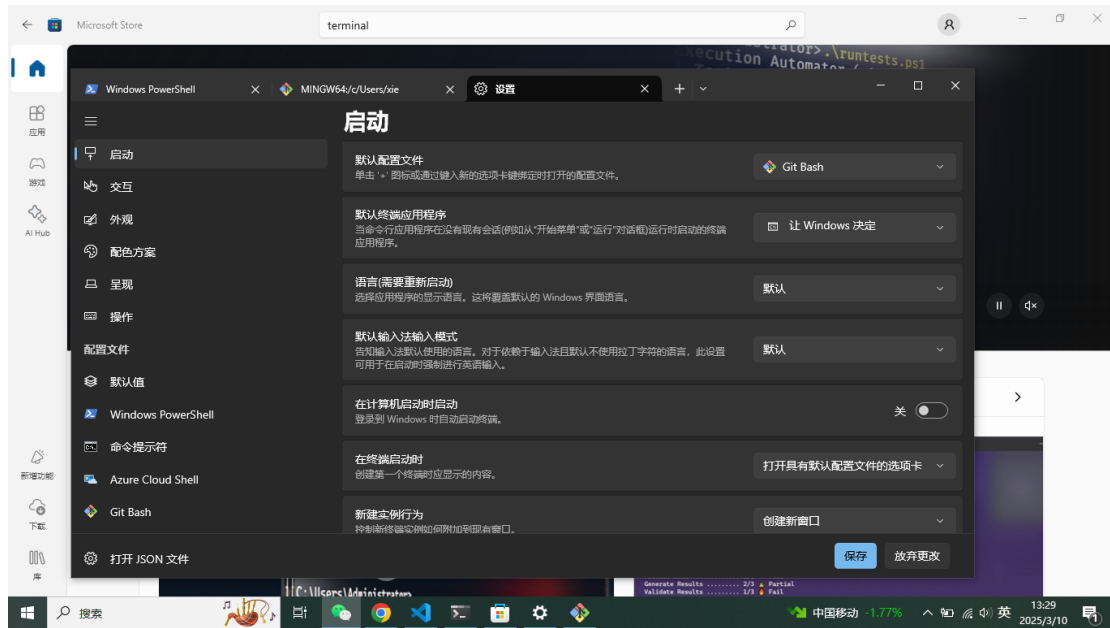 Microsoft Store
terminal
ecution
Automator
.\runtests.ps1
Windows PowerShell
MINGW64:/c/Users/xie
设置
应用
游戏
AI Hub
新增功能
下载
库
启动
交互
外观
配色方案
呈现
操作
配置文件
默认值
Windows PowerShell
命令提示符
Azure Cloud Shell
Git Bash
打开 JSON 文件
启动
默认配置文件
单击 '+' 图标或通过键入新的选项卡键绑定时打开的配置文件。
Git Bash
默认终端应用程序
当命令行应用程序在没有现有会话(例如从"开始菜单"或"运行"对话框)运行时启动的终端
应用程序。
让 Windows 决定
语言(需要重新启动)
选择应用程序的显示语言。这将覆盖默认的 Windows 界面语言。
默认
默认输入法输入模式
告知输入法默认使用的语言。对于依赖于输入法且默认不使用拉丁字符的语言，此设置
可用于在启动时强制进行英语输入。
默认
在计算机启动时启动
登录到 Windows 时自动启动终端。
关
在终端启动时
创建第一个终端时应显示的内容。
打开具有默认配置文件的选项卡
新建实例行为
控制新终端实例如何附加到现有窗口。
创建新窗口
保存
放弃更改
C:\Users\Administrator>
Generate Results ......... 2/3 Partial
Validate Results ......... 1/3 Fail
搜索
中国移动 -1.77%
英
13:29
2025/3/10
1